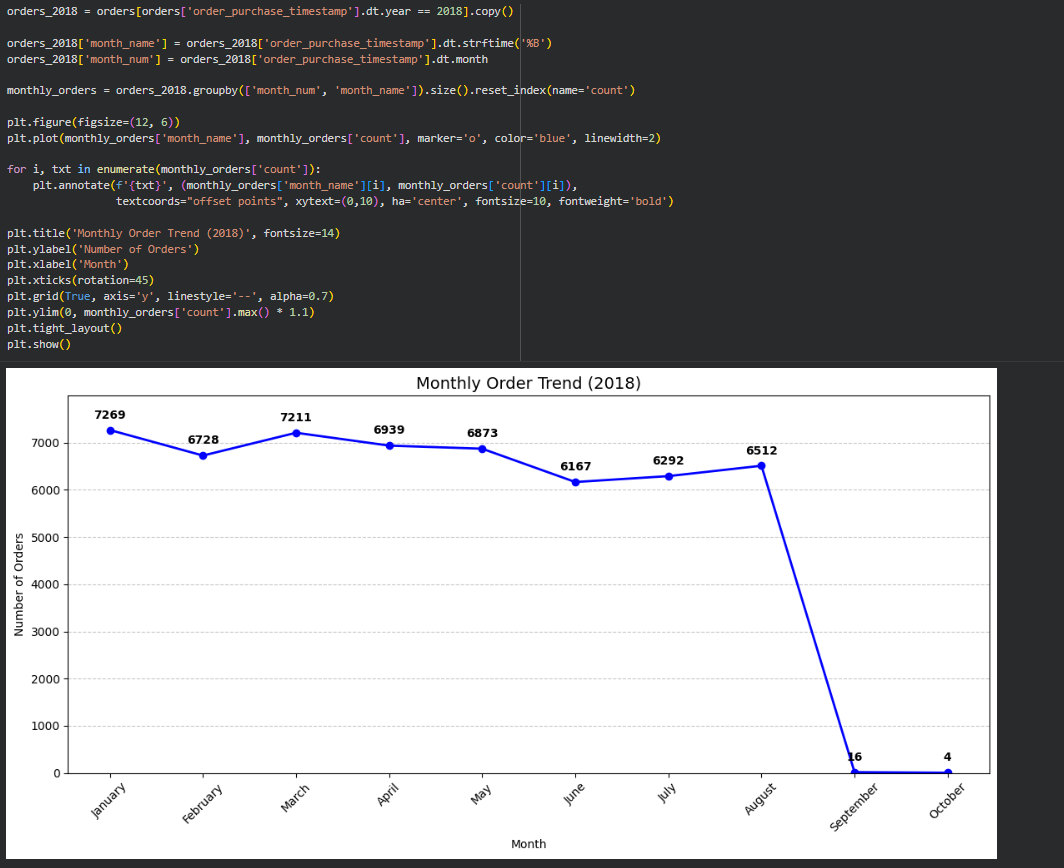 orders_2018 = orders[orders['order_purchase_timestamp'].dt.year == 2018].copy()
orders_2018['month_name'] = orders_2018['order_purchase_timestamp'].dt.strftime('%B')
orders_2018['month_num'] = orders_2018['order_purchase_timestamp'].dt.month
monthly_orders = orders_2018.groupby(['month_num', 'month_name']).size().reset_index(name='count')
plt.figure(figsize=(12, 6))
plt.plot(monthly_orders['month_name'], monthly_orders['count'], marker='o', color='blue', linewidth=2)
for i, txt in enumerate(monthly_orders['count']):
    plt.annotate(f'{txt}', (monthly_orders['month_name'][i], monthly_orders['count'][i]),
                 textcoords="offset points", xytext=(0,10), ha='center', fontsize=10, fontweight='bold')
plt.title('Monthly Order Trend (2018)', fontsize=14)
plt.ylabel('Number of Orders')
plt.xlabel('Month')
plt.xticks(rotation=45)
plt.grid(True, axis='y', linestyle='--', alpha=0.7)
plt.ylim(0, monthly_orders['count'].max() * 1.1)
plt.tight_layout()
plt.show()
Monthly Order Trend (2018)
7269
6728
7211
6939
6873
6167
6292
6512
16
4
Number of Orders
7000
6000
5000
4000
3000
2000
1000
0
January
February
March
April
May
June
July
August
September
October
Month